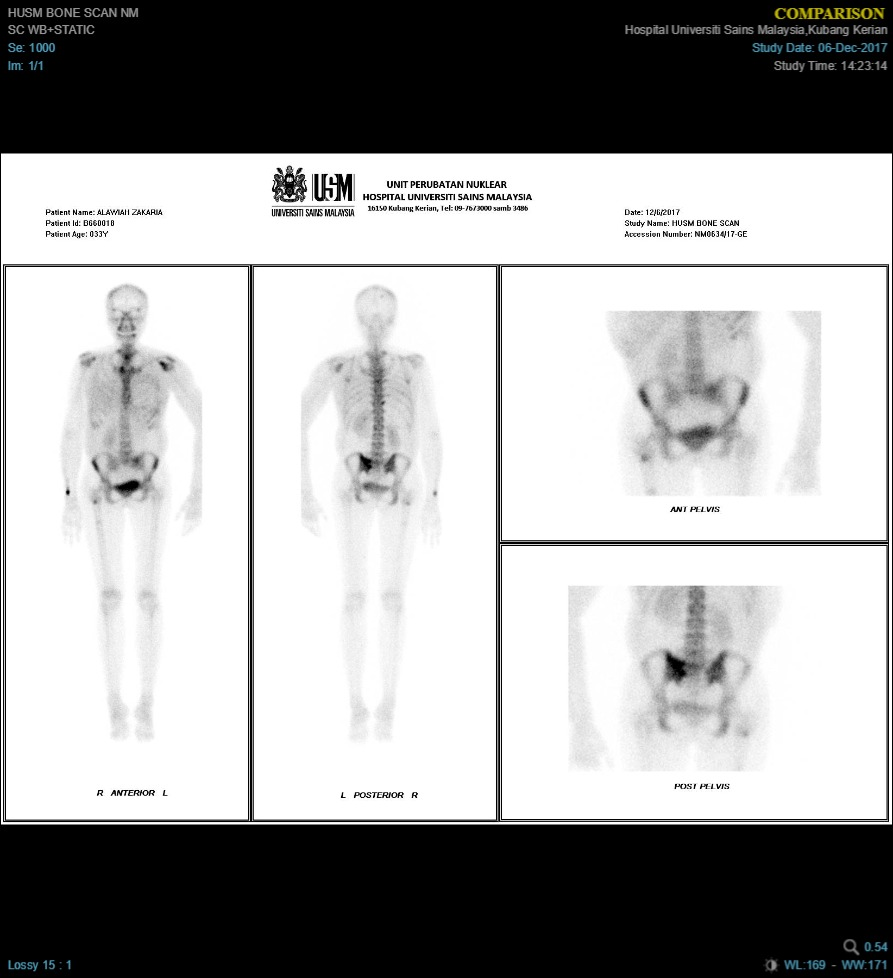 HUSM BONE SCAN NM
SC WB+STATIC
Se: 1000
Im: 1/1
COMPARISON
Hospital Universiti Sains Malaysia,Kubang Kerian
Study Date: 06-Dec-2017
Study Time: 14:23:14
USM
UNIVERSITI SAINS MALAYSIA
UNIT PERUBATAN NUKLEAR
HOSPITAL UNIVERSITI SAINS MALAYSIA
16150 Kubang Kerian, Tel: 09-7673000 samb 3486
Patient Name: ALAWIAH ZAKARIA
Patient Id: B660018
Patient Age: 033Y
Date: 12/6/2017
Study Name: HUSM BONE SCAN
Accession Number: NM0634/17-GE
R ANTERIOR L
L POSTERIOR R
ANT PELVIS
POST PELVIS
Lossy 15 : 1
0.54
WL:169 - WW:171